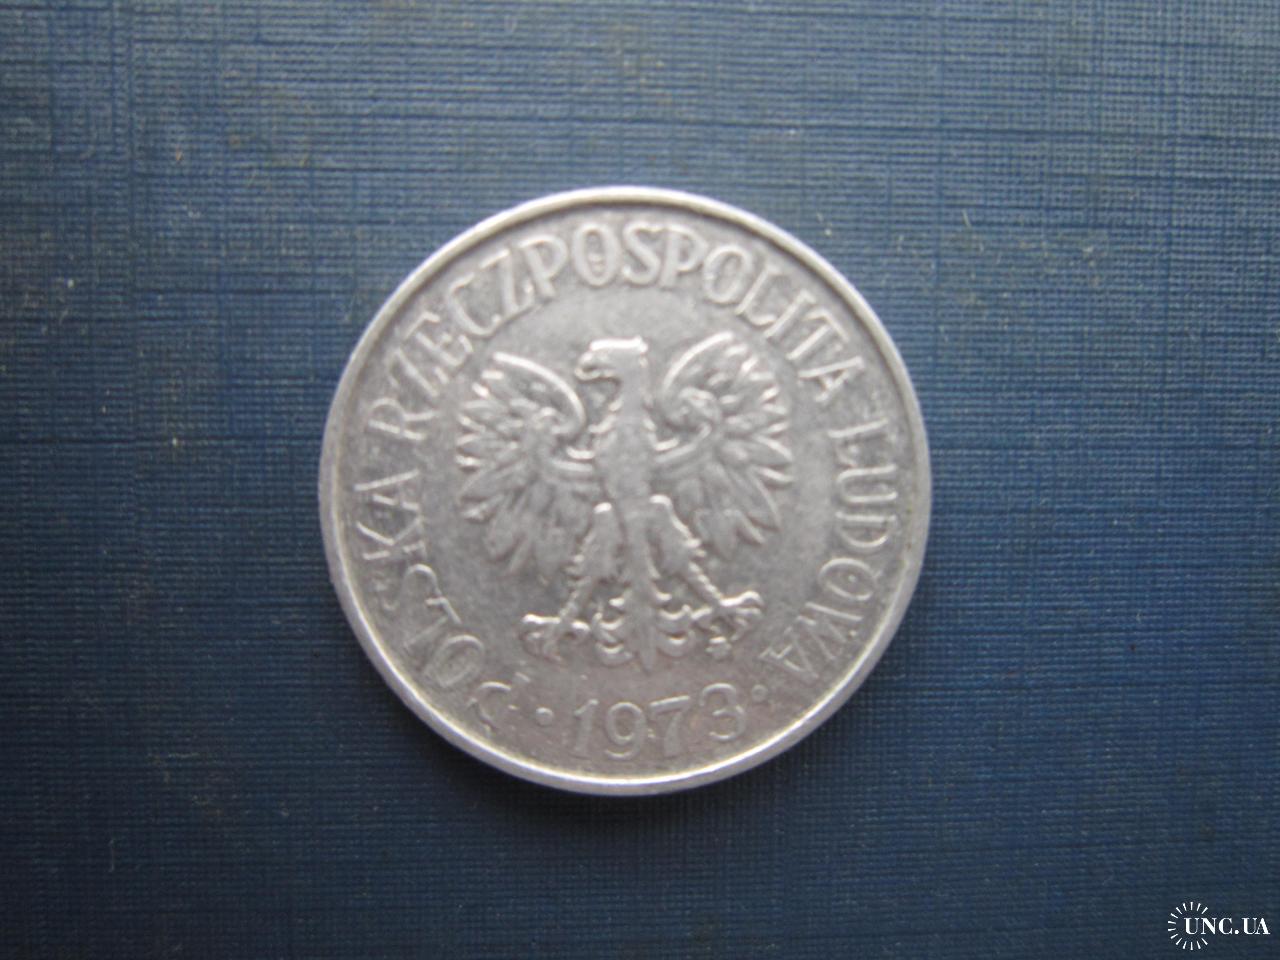 POLSKA RZECZPOSPOLITA LUDOWA
· 1973 ·
UNC.UA